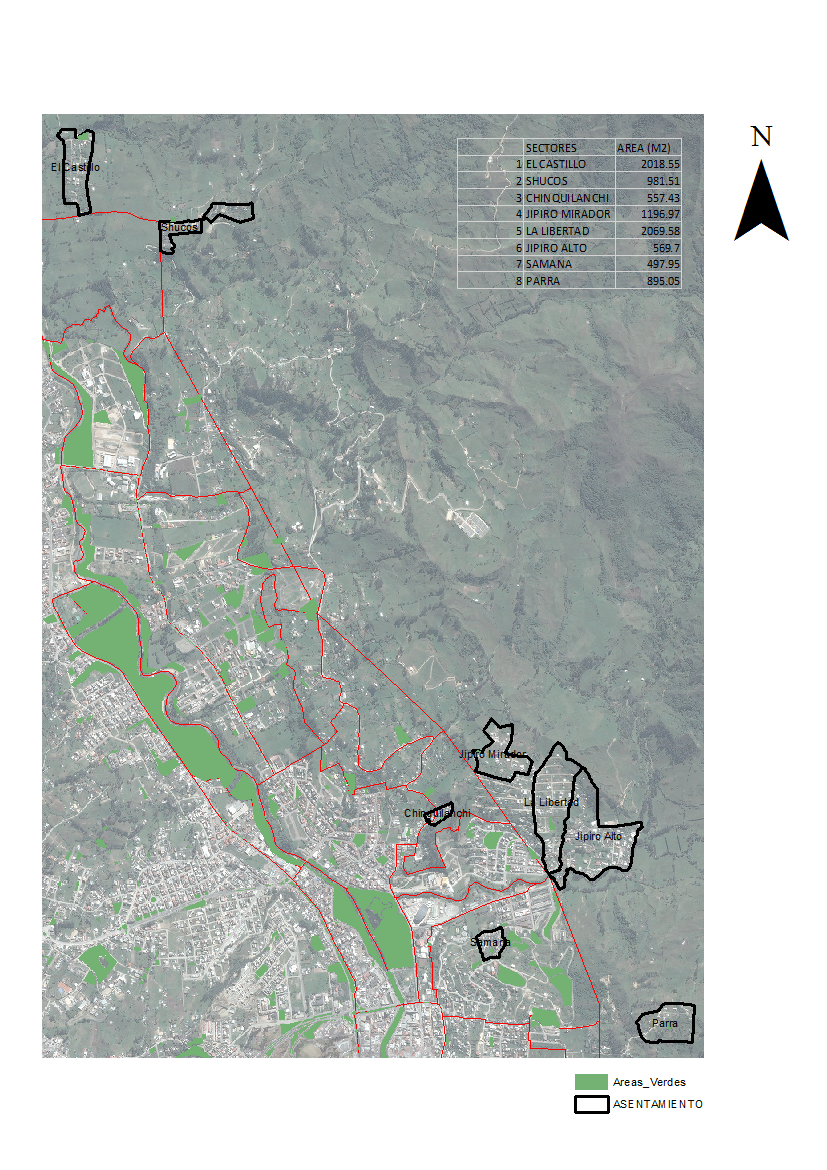 N
SECTORES AREA (M2)
1 EL CASTILLO 2018.55
2 SHUCOS 981.51
3 CHINQUILANCHI 557.43
4 JIPIRO MIRADOR 1196.97
5 LA LIBERTAD 2069.58
6 JIPIRO ALTO 569.7
7 SAMANA 497.95
8 PARRA 895.05
El Castillo
Shucos
Jipiro Mirador
La Libertad
Chinquilanchi
Jipiro Alto
Samana
Parra
Areas_Verdes
ASENTAMIENTO